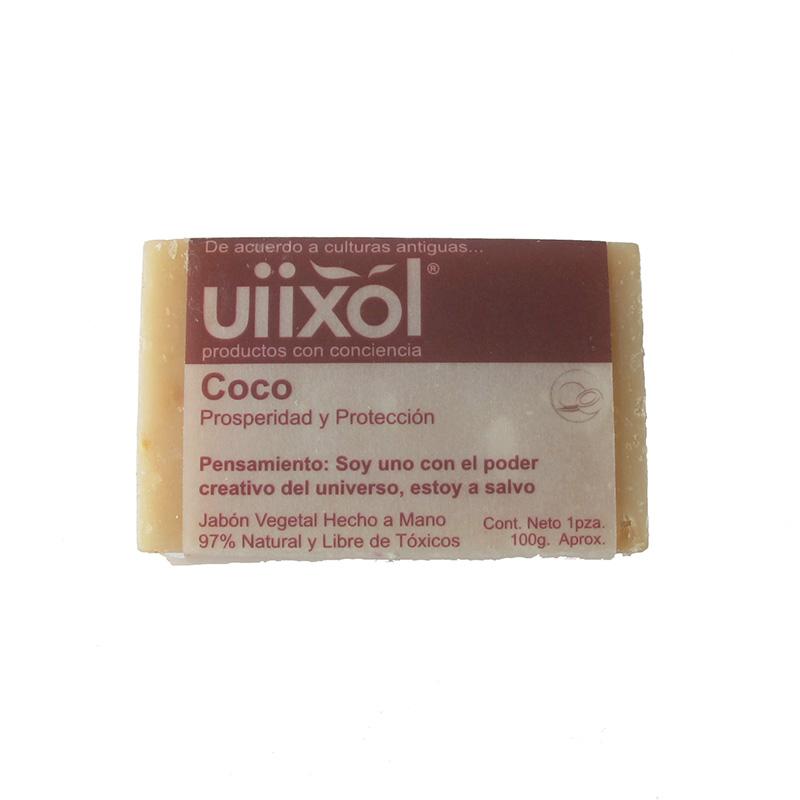 De acuerdo a culturas antiguas...
uiixol®
productos con conciencia
Coco
Prosperidad y Protección
Pensamiento: Soy uno con el poder
creativo del universo, estoy a salvo
Jabón Vegetal Hecho a Mano
97% Natural y Libre de Tóxicos
Cont. Neto 1pza.
100g. Aprox.